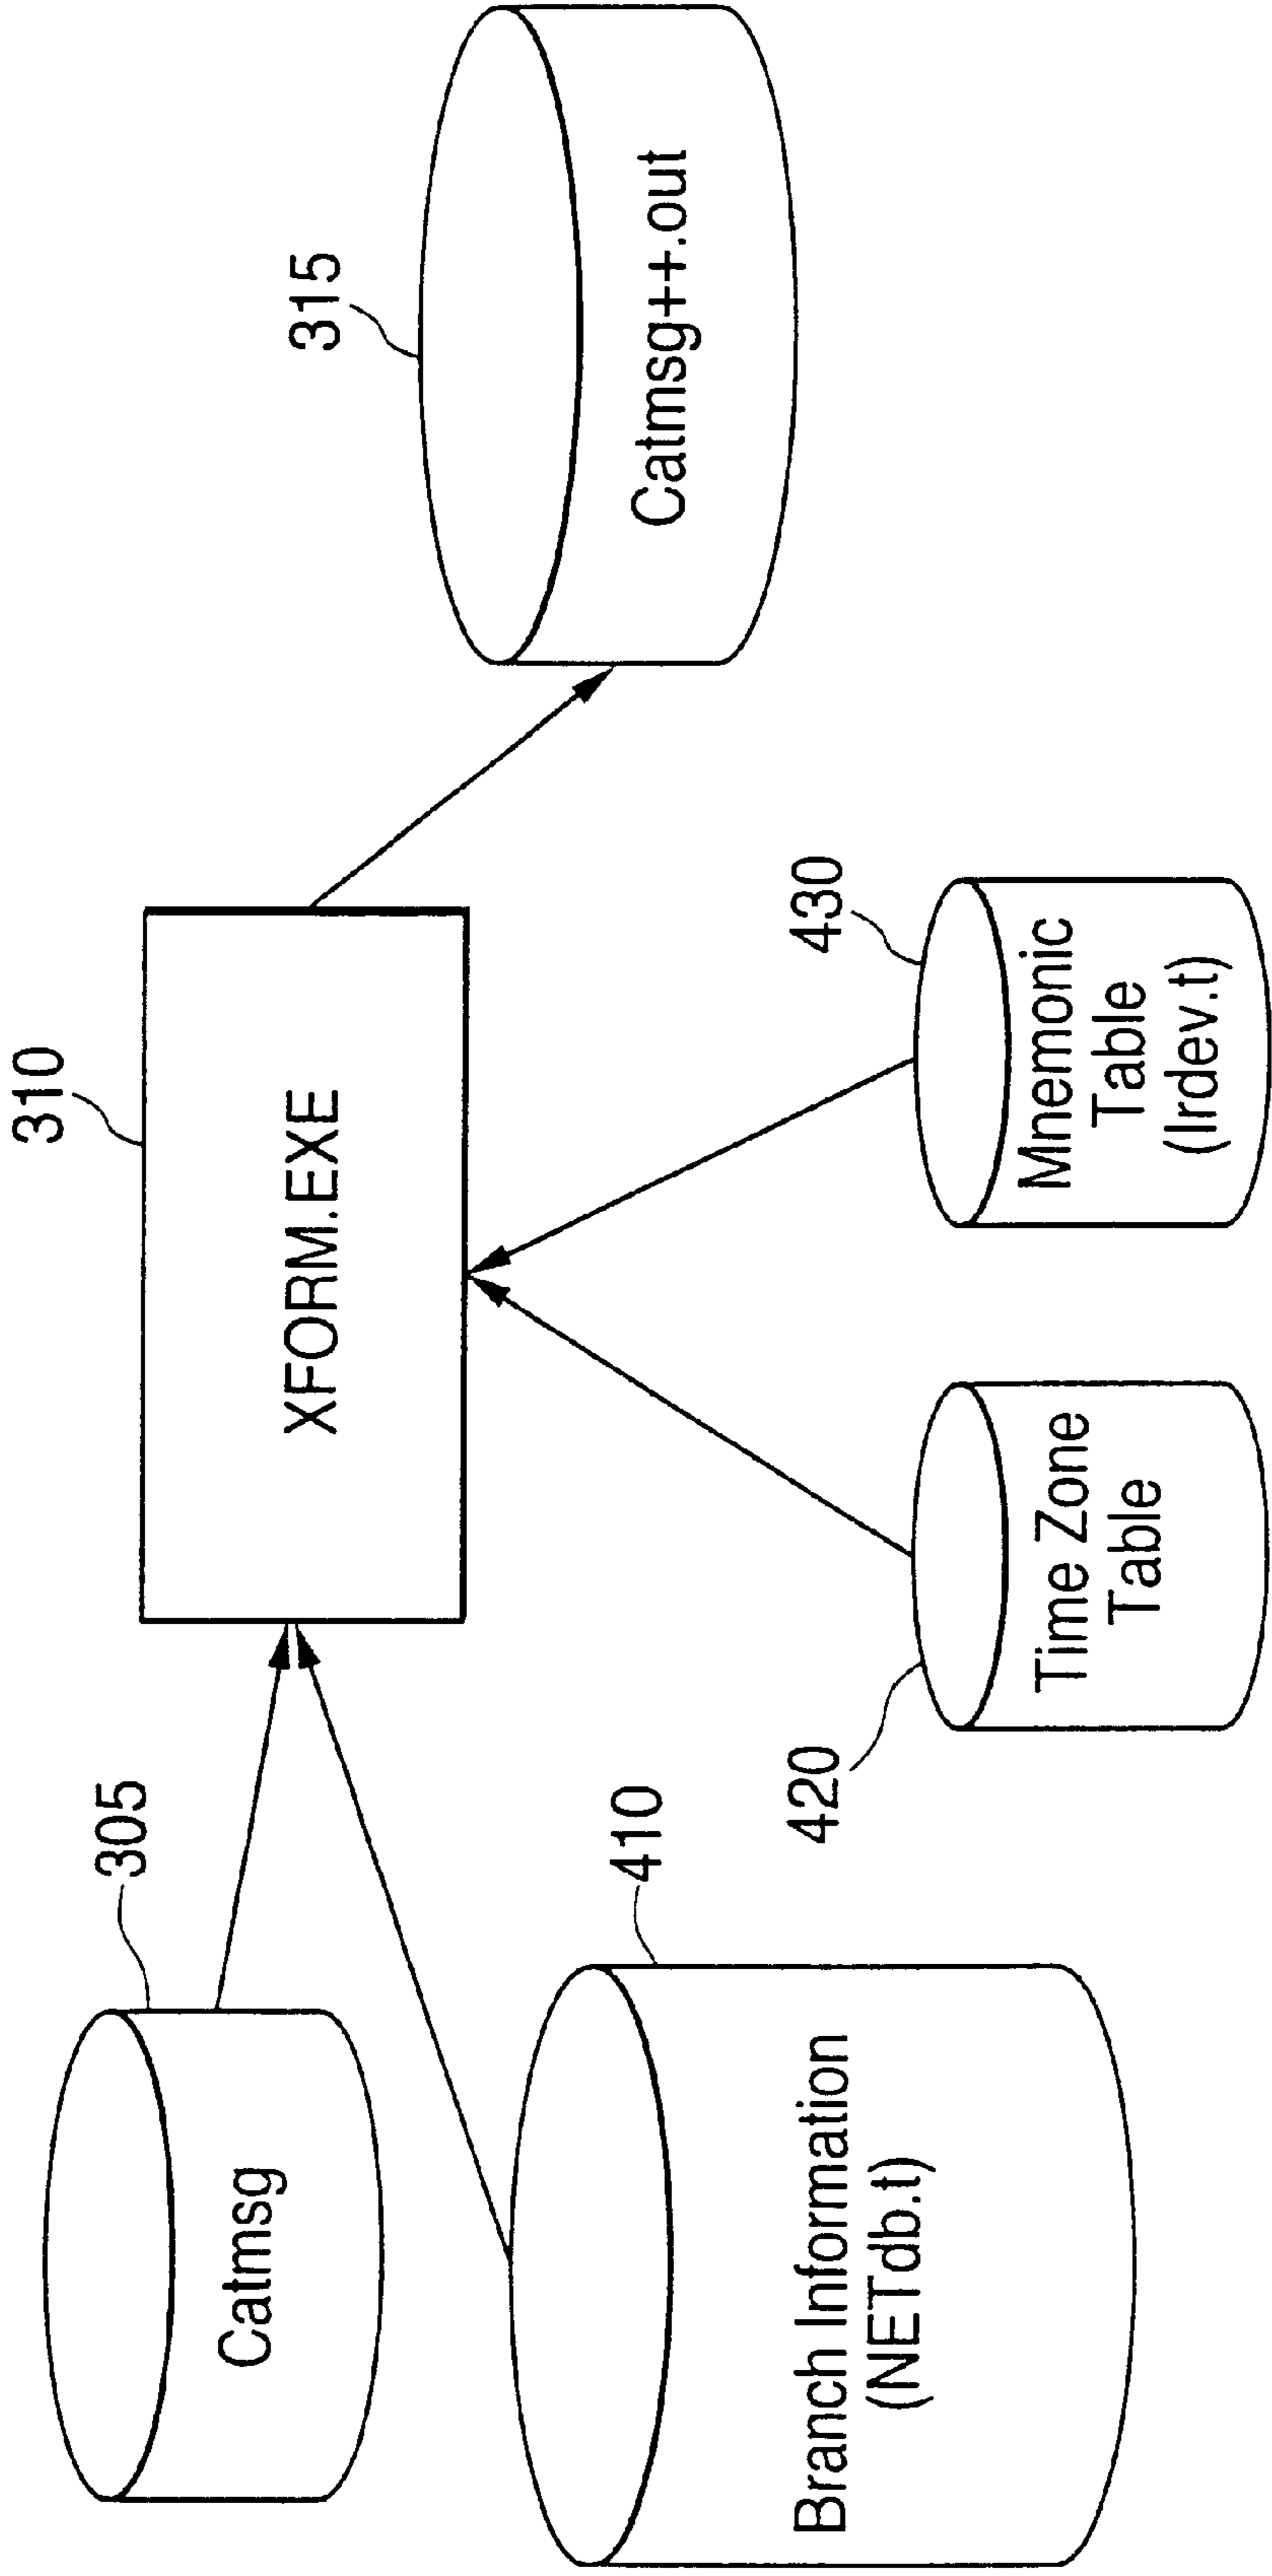 305
Catmsg
310
XFORM.EXE
315
Catmsg++.out
410
Branch Information
(NETdb.t)
420
Time Zone
Table
430
Mnemonic
Table
(lrdev.t)